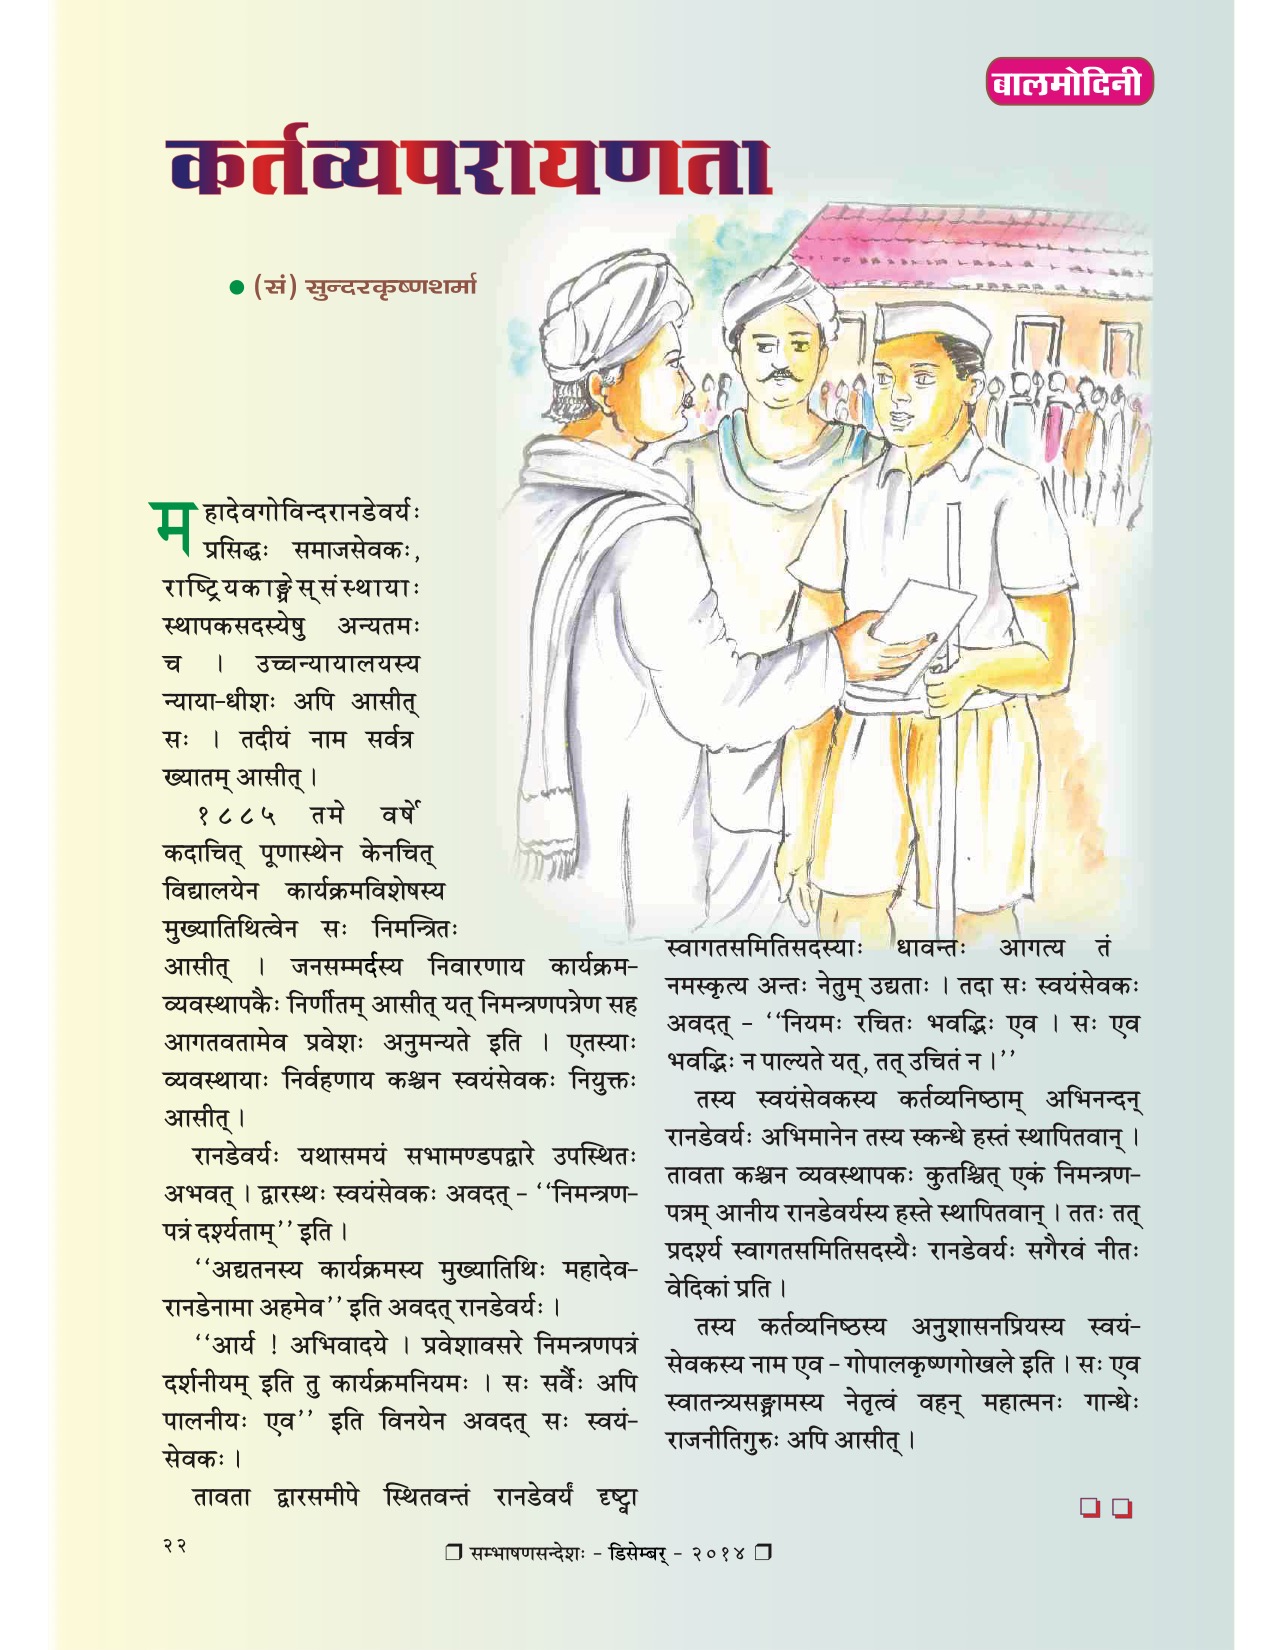 बालमोदिनी
कर्तव्यपरायणता
● (सं) सुन्दरकृष्णशर्मा
महादेवगोविन्दरानडेवर्यः
प्रसिद्धः समाजसेवकः,
राष्ट्रियकाङ्ग्रेस्संस्थायाः
स्थापकसदस्येषु अन्यतमः
च । उच्चन्यायालयस्य
न्याया-धीशः अपि आसीत्
सः । तदीयं नाम सर्वत्र
ख्यातम् आसीत् ।
१८८५ तमे वर्षे
कदाचित् पूणास्थेन केनचित्
विद्यालयेन कार्यक्रमविशेषस्य
मुख्यातिथित्वेन सः निमन्त्रितः
आसीत् । जनसम्मर्दस्य निवारणाय कार्यक्रम-
व्यवस्थापकैः निर्णीतम् आसीत् यत् निमन्त्रणपत्रेण सह
आगतवतामेव प्रवेशः अनुमन्यते इति । एतस्याः
व्यवस्थायाः निर्वहणाय कश्चन स्वयंसेवकः नियुक्तः
आसीत् ।
रानडेवर्यः यथासमयं सभामण्डपद्वारे उपस्थितः
अभवत् । द्वारस्थः स्वयंसेवकः अवदत् - ‘‘निमन्त्रण-
पत्रं दर्श्यताम्’’ इति ।
‘‘अद्यतनस्य कार्यक्रमस्य मुख्यातिथिः महादेव-
रानडेनामा अहमेव’’ इति अवदत् रानडेवर्यः ।
‘‘आर्य ! अभिवादये । प्रवेशावसरे निमन्त्रणपत्रं
दर्शनीयम् इति तु कार्यक्रमनियमः । सः सर्वैः अपि
पालनीयः एव’’ इति विनयेन अवदत् सः स्वयं-
सेवकः ।
तावता द्वारसमीपे स्थितवन्तं रानडेवर्यं दृष्ट्वा
स्वागतसमितिसदस्याः धावन्तः आगत्य तं
नमस्कृत्य अन्तः नेतुम् उद्यताः । तदा सः स्वयंसेवकः
अवदत् - ‘‘नियमः रचितः भवद्भिः एव । सः एव
भवद्भिः न पाल्यते यत्, तत् उचितं न ।’’
तस्य स्वयंसेवकस्य कर्तव्यनिष्ठाम् अभिनन्दन्
रानडेवर्यः अभिमानेन तस्य स्कन्धे हस्तं स्थापितवान् ।
तावता कश्चन व्यवस्थापकः कुतश्चित् एकं निमन्त्रण-
पत्रम् आनीय रानडेवर्यस्य हस्ते स्थापितवान् । ततः तत्
प्रदर्श्य स्वागतसमितिसदस्यैः रानडेवर्यः सगैरवं नीतः
वेदिकां प्रति ।
तस्य कर्तव्यनिष्ठस्य अनुशासनप्रियस्य स्वयं-
सेवकस्य नाम एव - गोपालकृष्णगोखले इति । सः एव
स्वातन्त्र्यसङ्ग्रामस्य नेतृत्वं वहन् महात्मनः गान्धेः
राजनीतिगुरुः अपि आसीत् ।
२२
❐ सम्भाषणसन्देशः - डिसेम्बर् - २०१४ ❐